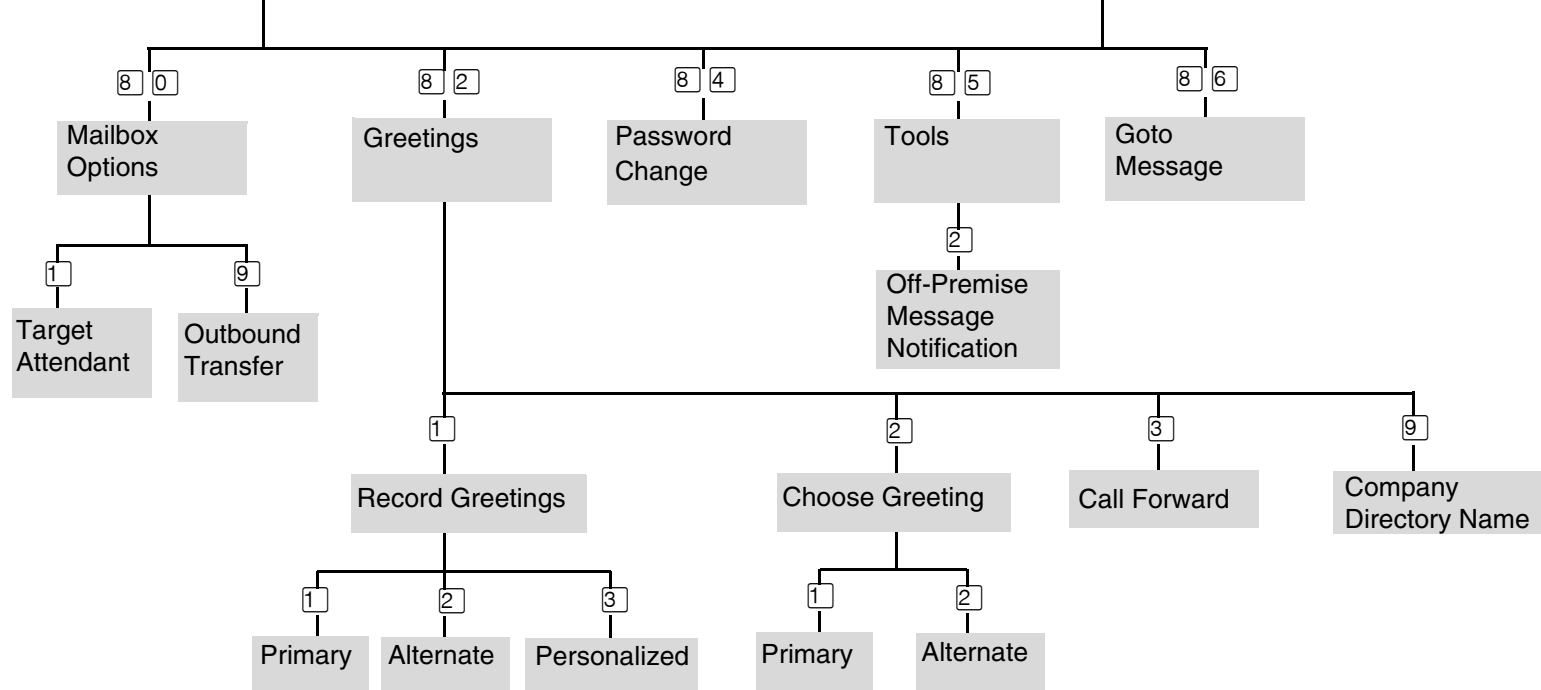 8 0
8 2
8 4
8 5
8 6
Mailbox
Options
Greetings
Password
Change
Tools
Goto
Message
1
9
2
Target
Attendant
Outbound
Transfer
Off-Premise
Message
Notification
1
2
3
9
Record Greetings
Choose Greeting
Call Forward
Company
Directory Name
1
2
3
1
2
Primary
Alternate
Personalized
Primary
Alternate